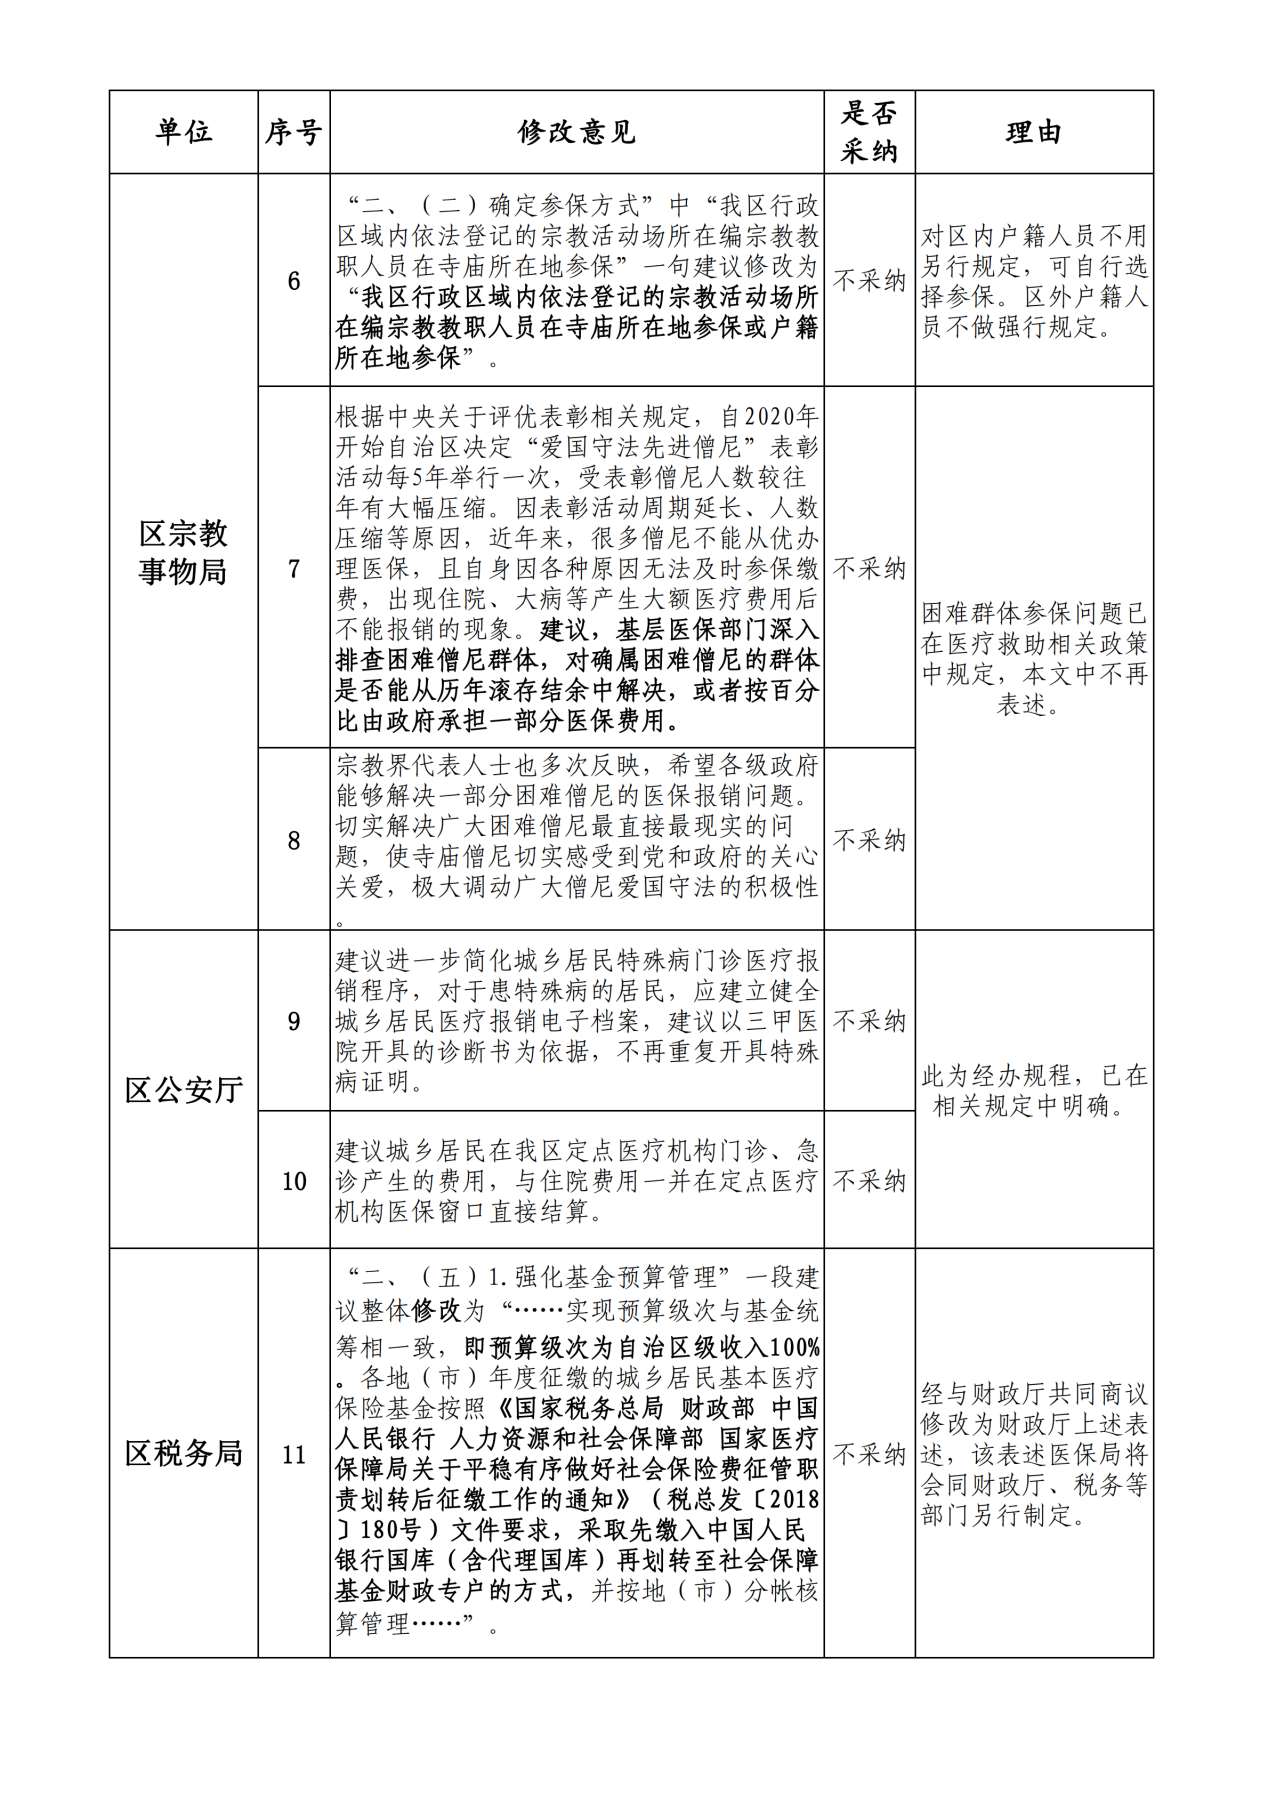 单位
序号
修改意见
是否
采纳
理由
区宗教
事物局
6
“二、（二）确定参保方式”中“我区行政
区域内依法登记的宗教活动场所在编宗教教
职人员在寺庙所在地参保”一句建议修改为
“我区行政区域内依法登记的宗教活动场所
在编宗教教职人员在寺庙所在地参保或户籍
所在地参保”。
不采纳
对区内户籍人员不用
另行规定，可自行选
择参保。区外户籍人
员不做强行规定。
7
根据中央关于评优表彰相关规定，自2020年
开始自治区决定“爱国守法先进僧尼”表彰
活动每5年举行一次，受表彰僧尼人数较往
年有大幅压缩。因表彰活动周期延长、人数
压缩等原因，近年来，很多僧尼不能从优办
理医保，且自身因各种原因无法及时参保缴
费，出现住院、大病等产生大额医疗费用后
不能报销的现象。建议，基层医保部门深入
排查困难僧尼群体，对确属困难僧尼的群体
是否能从历年滚存结余中解决，或者按百分
比由政府承担一部分医保费用。
不采纳
困难群体参保问题已
在医疗救助相关政策
中规定，本文中不再
表述。
8
宗教界代表人士也多次反映，希望各级政府
能够解决一部分困难僧尼的医保报销问题。
切实解决广大困难僧尼最直接最现实的问
题，使寺庙僧尼切实感受到党和政府的关心
关爱，极大调动广大僧尼爱国守法的积极性
。
不采纳
区公安厅
9
建议进一步简化城乡居民特殊病门诊医疗报
销程序，对于患特殊病的居民，应建立健全
城乡居民医疗报销电子档案，建议以三甲医
院开具的诊断书为依据，不再重复开具特殊
病证明。
不采纳
此为经办规程，已在
相关规定中明确。
10
建议城乡居民在我区定点医疗机构门诊、急
诊产生的费用，与住院费用一并在定点医疗
机构医保窗口直接结算。
不采纳
区税务局
11
“二、（五）1.强化基金预算管理”一段建
议整体修改为“……实现预算级次与基金统
筹相一致，即预算级次为自治区级收入100%
。各地（市）年度征缴的城乡居民基本医疗
保险基金按照《国家税务总局 财政部 中国
人民银行 人力资源和社会保障部 国家医疗
保障局关于平稳有序做好社会保险费征管职
责划转后征缴工作的通知》（税总发〔2018
〕180号）文件要求，采取先缴入中国人民
银行国库（含代理国库）再划转至社会保障
基金财政专户的方式，并按地（市）分帐核
算管理……”。
不采纳
经与财政厅共同商议
修改为财政厅上述表
述，该表述医保局将
会同财政厅、税务等
部门另行制定。